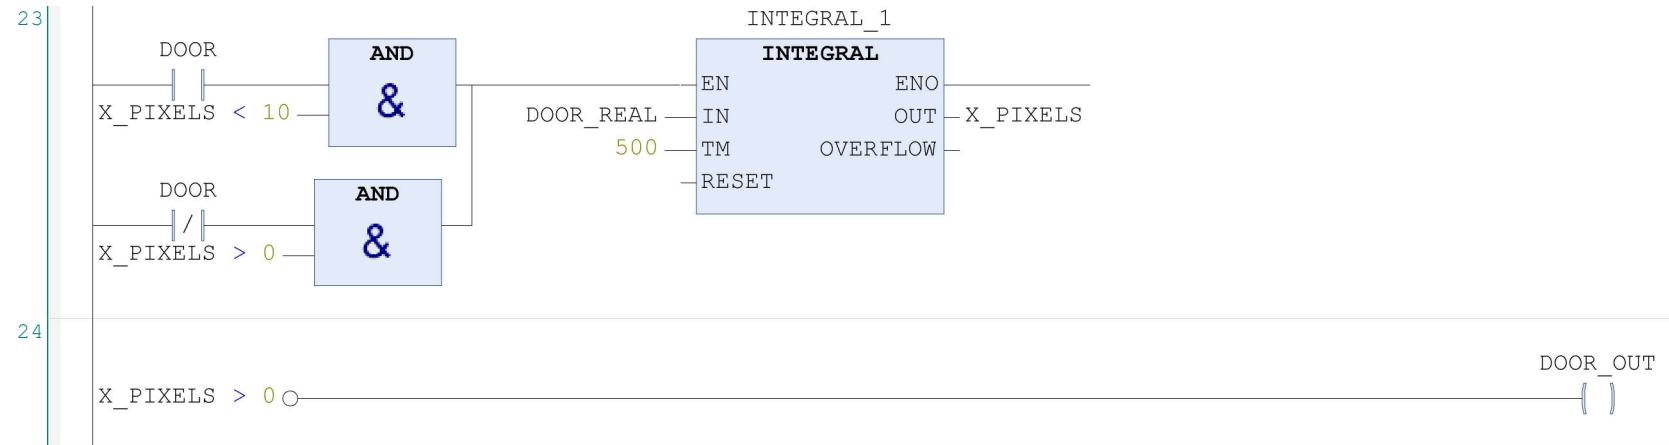 23
INTEGRAL_1
DOOR
AND
&
X_PIXELS < 10
INTEGRAL
EN
ENO
DOOR_REAL
IN
OUT
X_PIXELS
500
TM
OVERFLOW
RESET
DOOR
/
AND
&
X_PIXELS > 0
24
DOOR_OUT
X_PIXELS > 0
( )